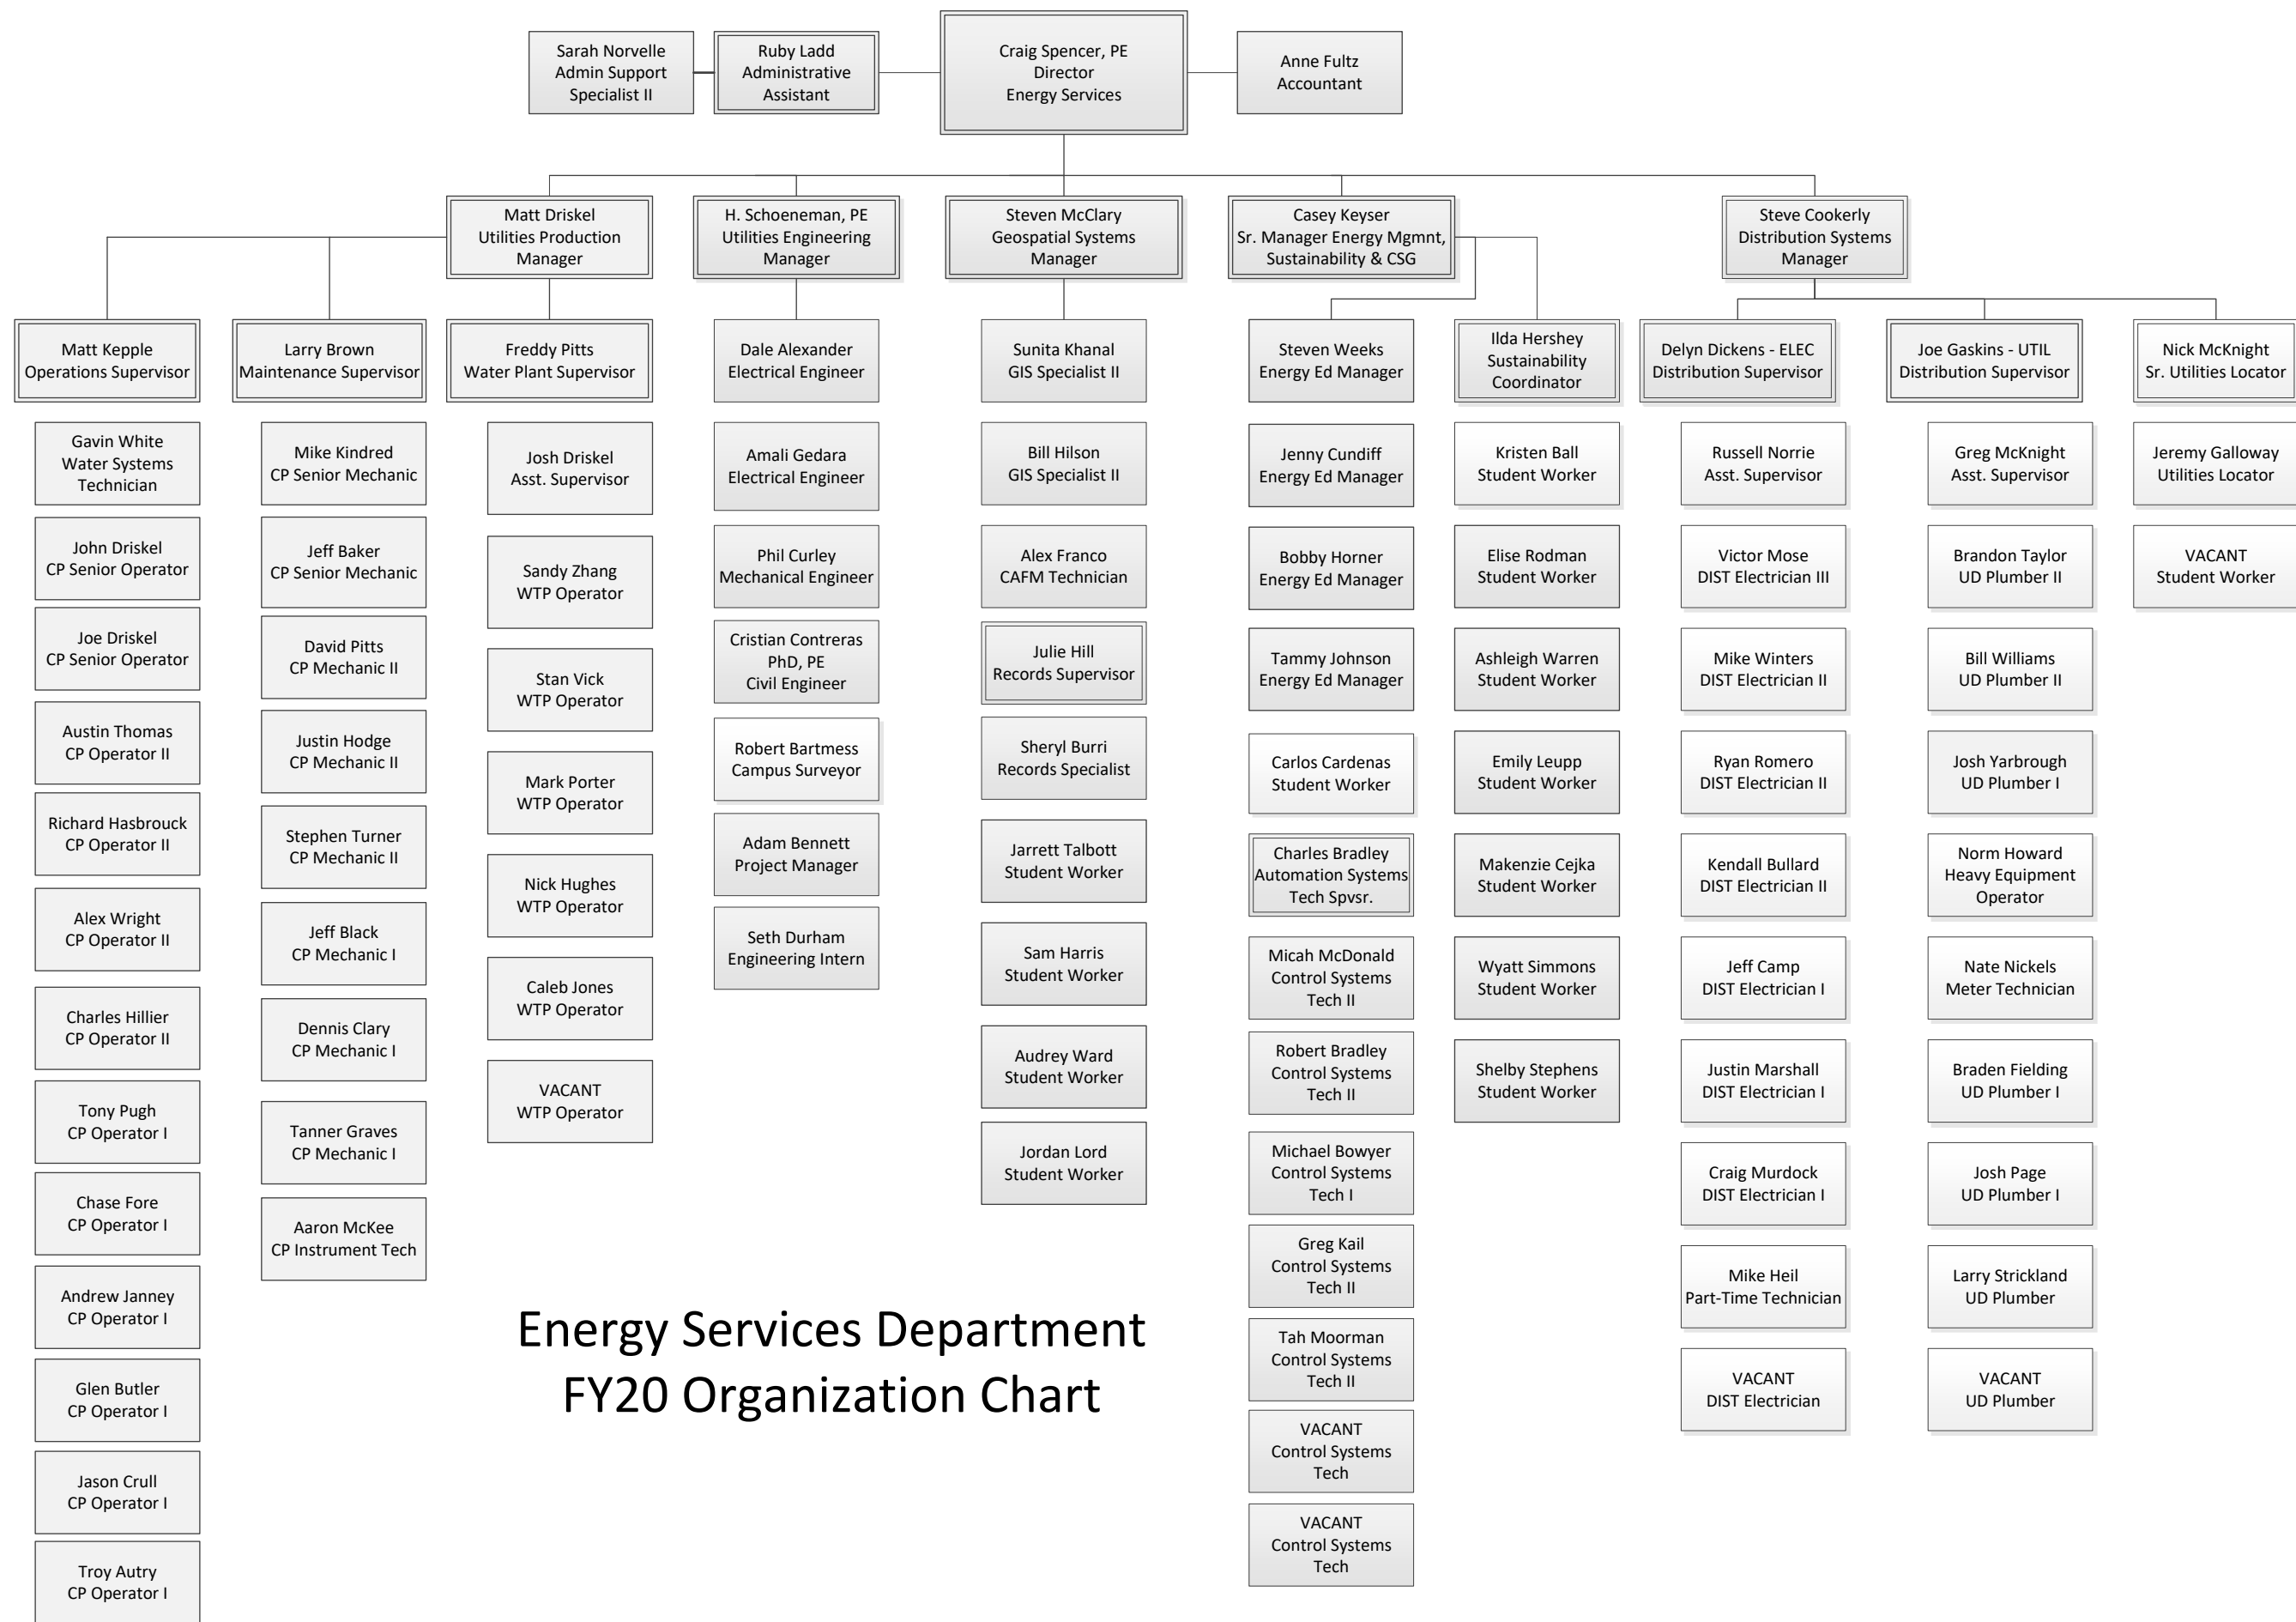 Sarah Norvelle
Admin Support
Specialist II
Ruby Ladd
Administrative
Assistant
Craig Spencer, PE
Director
Energy Services
Anne Fultz
Accountant
Matt Driskel
Utilities Production
Manager
H. Schoeneman, PE
Utilities Engineering
Manager
Steven McClary
Geospatial Systems
Manager
Casey Keyser
Sr. Manager Energy Mgmnt,
Sustainability & CSG
Steve Cookerly
Distribution Systems
Manager
Matt Kepple
Operations Supervisor
Gavin White
Water Systems
Technician
John Driskel
CP Senior Operator
Joe Driskel
CP Senior Operator
Austin Thomas
CP Operator II
Richard Hasbrouck
CP Operator II
Alex Wright
CP Operator II
Charles Hillier
CP Operator II
Tony Pugh
CP Operator I
Chase Fore
CP Operator I
Andrew Janney
CP Operator I
Glen Butler
CP Operator I
Jason Crull
CP Operator I
Troy Autry
CP Operator I
Larry Brown
Maintenance Supervisor
Mike Kindred
CP Senior Mechanic
Jeff Baker
CP Senior Mechanic
David Pitts
CP Mechanic II
Justin Hodge
CP Mechanic II
Stephen Turner
CP Mechanic II
Jeff Black
CP Mechanic I
Dennis Clary
CP Mechanic I
Tanner Graves
CP Mechanic I
Aaron McKee
CP Instrument Tech
Freddy Pitts
Water Plant Supervisor
Josh Driskel
Asst. Supervisor
Sandy Zhang
WTP Operator
Stan Vick
WTP Operator
Mark Porter
WTP Operator
Nick Hughes
WTP Operator
Caleb Jones
WTP Operator
VACANT
WTP Operator
Dale Alexander
Electrical Engineer
Amali Gedara
Electrical Engineer
Phil Curley
Mechanical Engineer
Cristian Contreras
PhD, PE
Civil Engineer
Robert Bartmess
Campus Surveyor
Adam Bennett
Project Manager
Seth Durham
Engineering Intern
Sunita Khanal
GIS Specialist II
Bill Hilson
GIS Specialist II
Alex Franco
CAFM Technician
Julie Hill
Records Supervisor
Sheryl Burri
Records Specialist
Jarrett Talbott
Student Worker
Sam Harris
Student Worker
Audrey Ward
Student Worker
Jordan Lord
Student Worker
Steven Weeks
Energy Ed Manager
Jenny Cundiff
Energy Ed Manager
Bobby Horner
Energy Ed Manager
Tammy Johnson
Energy Ed Manager
Carlos Cardenas
Student Worker
Charles Bradley
Automation Systems
Tech Spvsr.
Micah McDonald
Control Systems
Tech II
Robert Bradley
Control Systems
Tech II
Michael Bowyer
Control Systems
Tech I
Greg Kail
Control Systems
Tech II
Tah Moorman
Control Systems
Tech II
VACANT
Control Systems
Tech
VACANT
Control Systems
Tech
Ilda Hershey
Sustainability
Coordinator
Kristen Ball
Student Worker
Elise Rodman
Student Worker
Ashleigh Warren
Student Worker
Emily Leupp
Student Worker
Makenzie Cejka
Student Worker
Wyatt Simmons
Student Worker
Shelby Stephens
Student Worker
Delyn Dickens - ELEC
Distribution Supervisor
Russell Norrie
Asst. Supervisor
Victor Mose
DIST Electrician III
Mike Winters
DIST Electrician II
Ryan Romero
DIST Electrician II
Kendall Bullard
DIST Electrician II
Jeff Camp
DIST Electrician I
Justin Marshall
DIST Electrician I
Craig Murdock
DIST Electrician I
Mike Heil
Part-Time Technician
VACANT
DIST Electrician
Joe Gaskins - UTIL
Distribution Supervisor
Greg McKnight
Asst. Supervisor
Brandon Taylor
UD Plumber II
Bill Williams
UD Plumber II
Josh Yarbrough
UD Plumber I
Norm Howard
Heavy Equipment
Operator
Nate Nickels
Meter Technician
Braden Fielding
UD Plumber I
Josh Page
UD Plumber I
Larry Strickland
UD Plumber
VACANT
UD Plumber
Nick McKnight
Sr. Utilities Locator
Jeremy Galloway
Utilities Locator
VACANT
Student Worker
Energy Services Department
FY20 Organization Chart